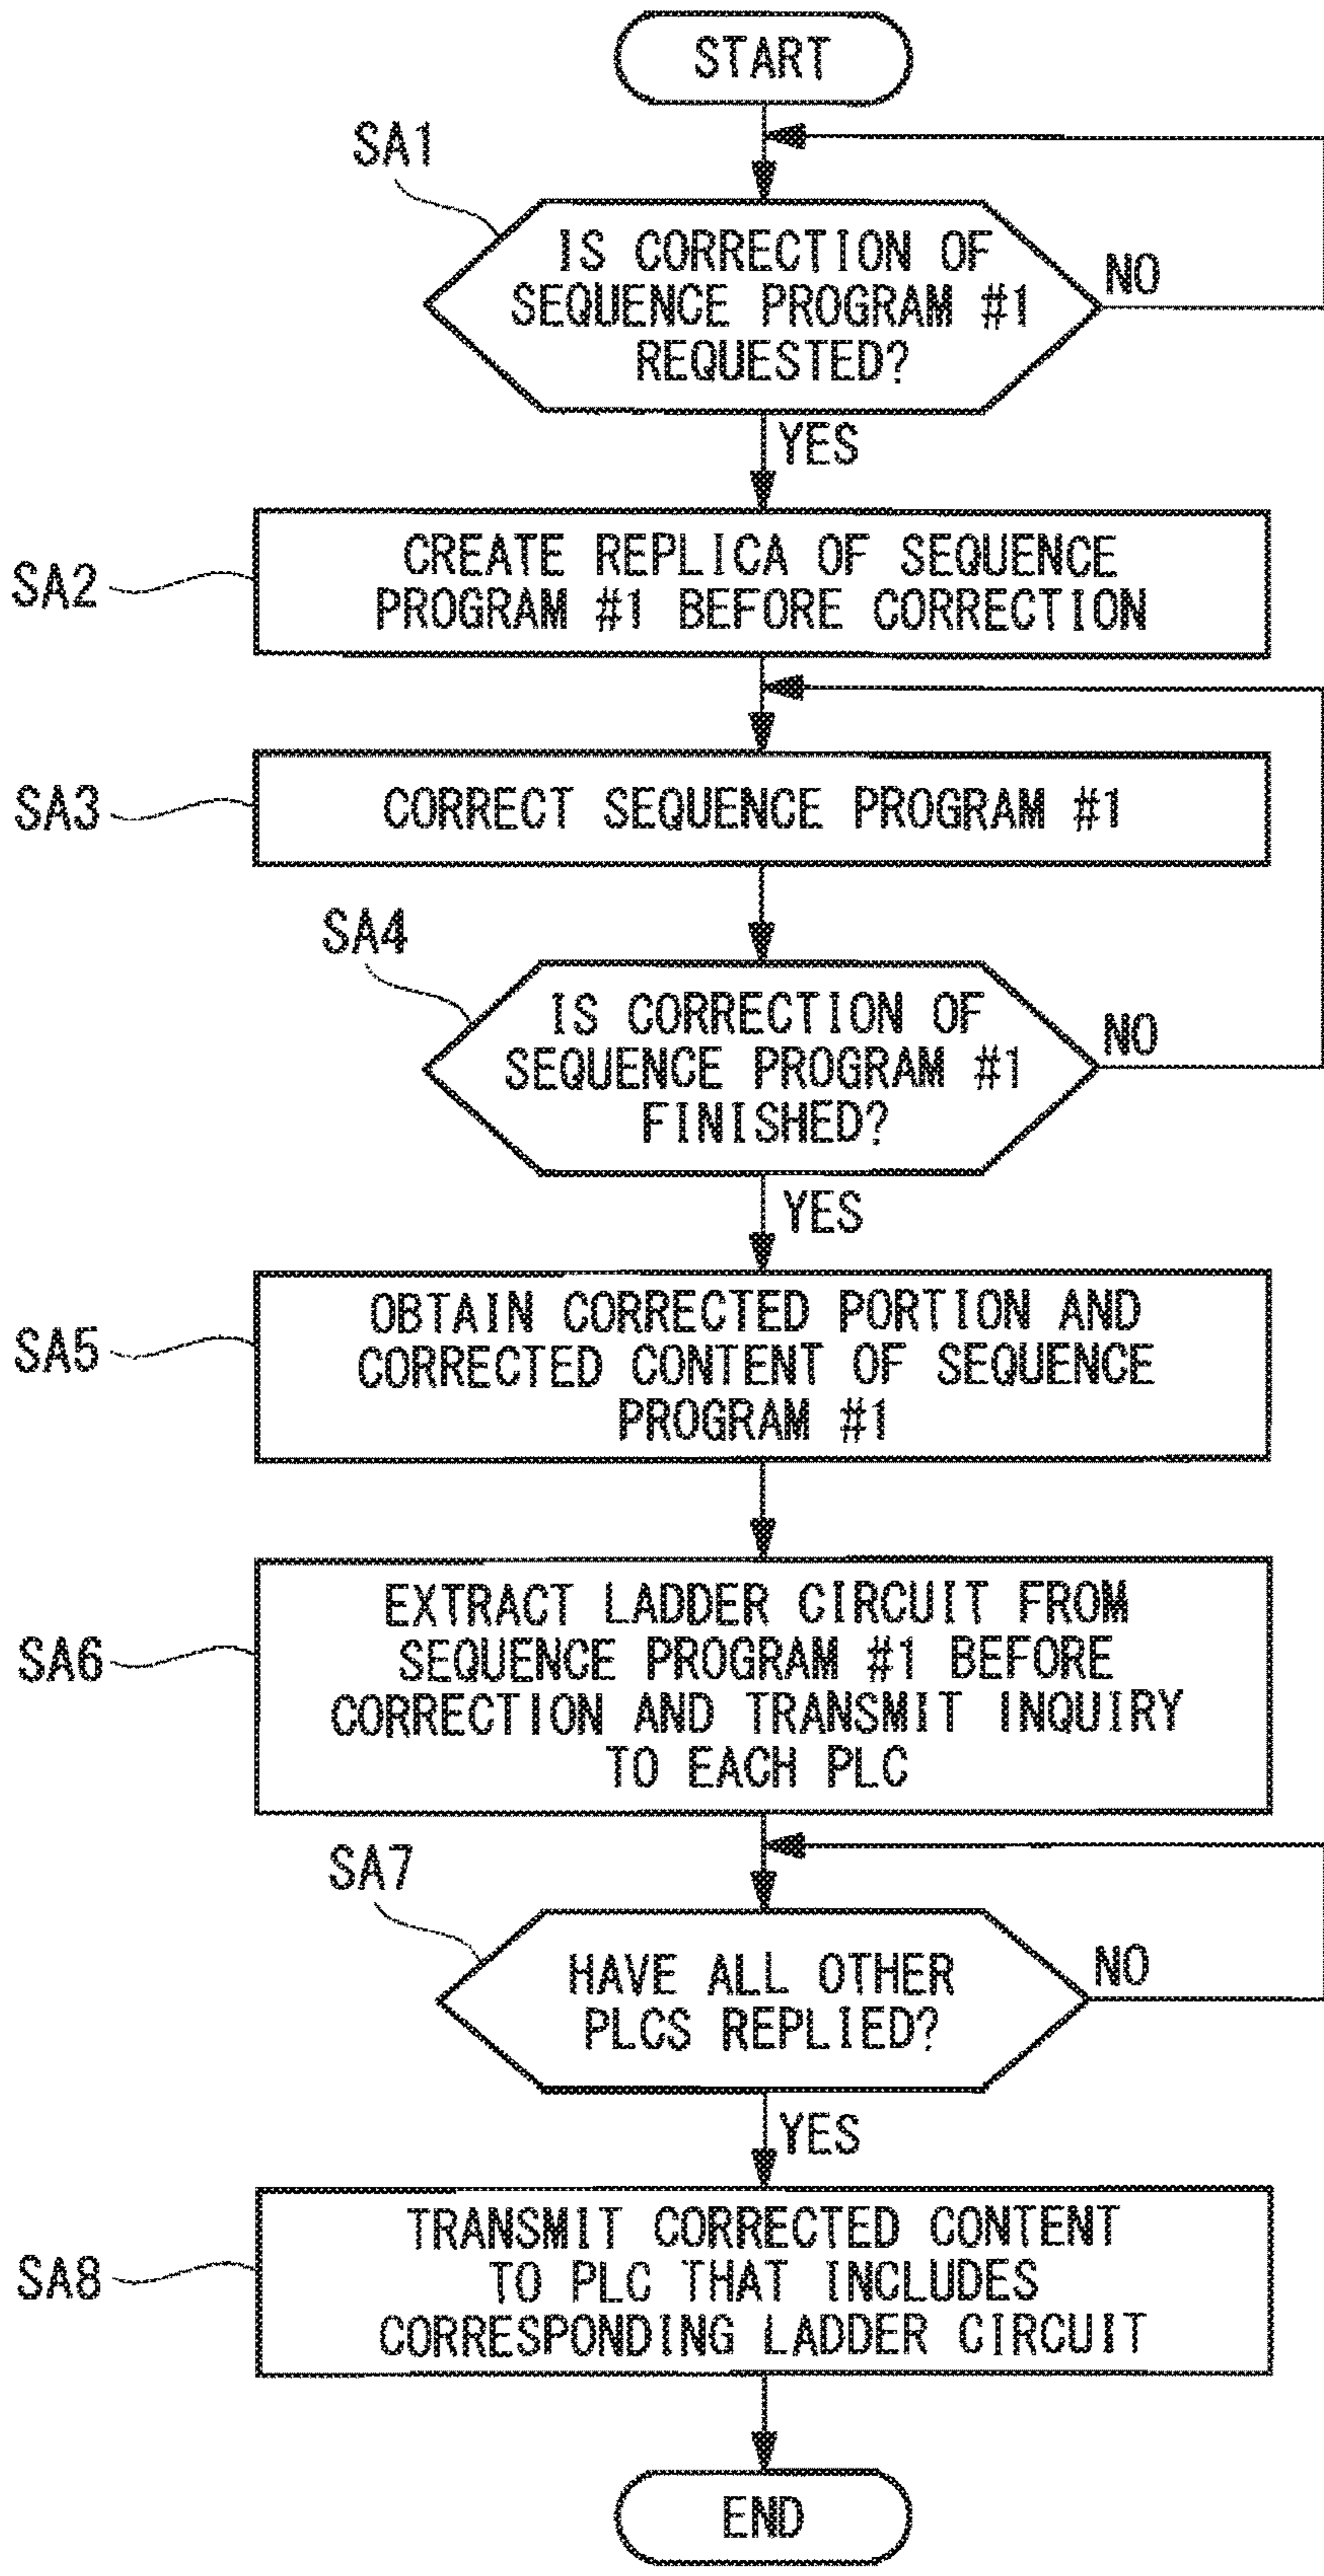 START
SA1
IS CORRECTION OF
SEQUENCE PROGRAM #1
REQUESTED?
NO
YES
SA2
CREATE REPLICA OF SEQUENCE
PROGRAM #1 BEFORE CORRECTION
SA3
CORRECT SEQUENCE PROGRAM #1
SA4
IS CORRECTION OF
SEQUENCE PROGRAM #1
FINISHED?
NO
YES
SA5
OBTAIN CORRECTED PORTION AND
CORRECTED CONTENT OF SEQUENCE
PROGRAM #1
SA6
EXTRACT LADDER CIRCUIT FROM
SEQUENCE PROGRAM #1 BEFORE
CORRECTION AND TRANSMIT INQUIRY
TO EACH PLC
SA7
HAVE ALL OTHER
PLCS REPLIED?
NO
YES
SA8
TRANSMIT CORRECTED CONTENT
TO PLC THAT INCLUDES
CORRESPONDING LADDER CIRCUIT
END